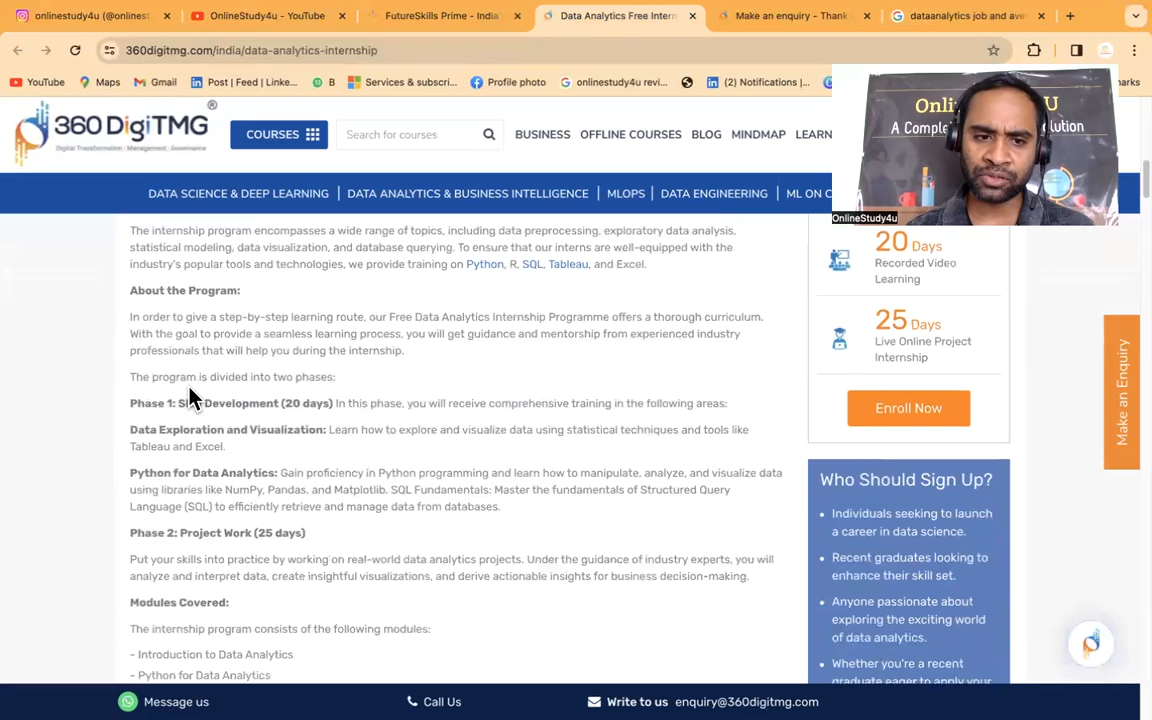 @onlinestudy4u (@onlinest
OnlineStudy4u - YouTube
FutureSkills Prime - India'
Data Analytics Free Intern
Make an enquiry - Thank
dataanalytics job and ave
360digitmg.com/india/data-analytics-internship
YouTube
Maps
Gmail
Post | Feed | Linke...
B
Services & subscri...
Profile photo
onlinestudy4u revi...
(2) Notifications |...
360 DigiTMG®
Digital Transformation | Management | Governance
COURSES
Search for courses
BUSINESS
OFFLINE COURSES
BLOG
MINDMAP
LEARN
DATA SCIENCE & DEEP LEARNING | DATA ANALYTICS & BUSINESS INTELLIGENCE | MLOPS | DATA ENGINEERING | ML ON C
OnlineStudy4u
The internship program encompasses a wide range of topics, including data preprocessing, exploratory data analysis,
statistical modeling, data visualization, and database querying. To ensure that our interns are well-equipped with the
industry's popular tools and technologies, we provide training on Python, R, SQL, Tableau, and Excel.
About the Program:
In order to give a step-by-step learning route, our Free Data Analytics Internship Programme offers a thorough curriculum.
With the goal to provide a seamless learning process, you will get guidance and mentorship from experienced industry
professionals that will help you during the internship.
The program is divided into two phases:
Phase 1: Development (20 days) In this phase, you will receive comprehensive training in the following areas:
Data Exploration and Visualization: Learn how to explore and visualize data using statistical techniques and tools like
Tableau and Excel.
Python for Data Analytics: Gain proficiency in Python programming and learn how to manipulate, analyze, and visualize data
using libraries like NumPy, Pandas, and Matplotlib. SQL Fundamentals: Master the fundamentals of Structured Query
Language (SQL) to efficiently retrieve and manage data from databases.
Phase 2: Project Work (25 days)
Put your skills into practice by working on real-world data analytics projects. Under the guidance of industry experts, you will
analyze and interpret data, create insightful visualizations, and derive actionable insights for business decision-making.
Modules Covered:
The internship program consists of the following modules:
- Introduction to Data Analytics
- Python for Data Analytics
20 Days
Recorded Video
Learning
25 Days
Live Online Project
Internship
Enroll Now
Who Should Sign Up?
• Individuals seeking to launch
a career in data science.
• Recent graduates looking to
enhance their skill set.
• Anyone passionate about
exploring the exciting world
of data analytics.
• Whether you're a recent
graduate eager to apply your
Make an Enquiry
Message us
Call Us
Write to us enquiry@360digitmg.com